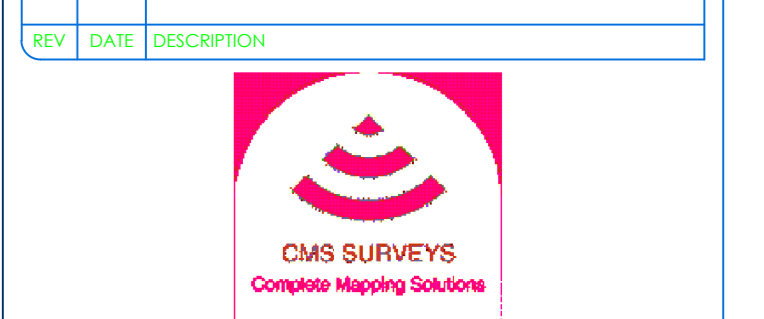 REV DATE DESCRIPTION
CMS SURVEYS
Complete Mapping Solutions